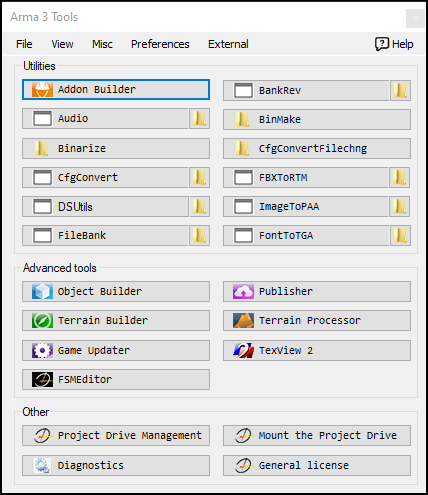 Arma 3 Tools
File View Misc Preferences External Help
Utilities
Addon Builder BankRev
Audio BinMake
Binarize CfgConvertFilechng
CfgConvert FBXToRTM
DSUtils ImageToPAA
FileBank FontToTGA
Advanced tools
Object Builder Publisher
Terrain Builder Terrain Processor
Game Updater TexView 2
FSMEditor
Other
Project Drive Management Mount the Project Drive
Diagnostics General license